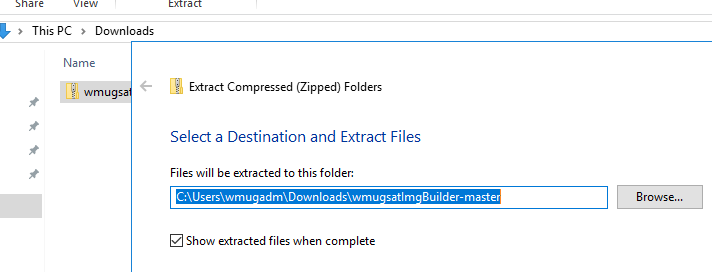 Share View Extract
This PC > Downloads
Name
wmugsat
Extract Compressed (Zipped) Folders
Select a Destination and Extract Files
Files will be extracted to this folder:
C:\Users\wmugadm\Downloads\wmugsatImgBuilder-master
Browse...
Show extracted files when complete